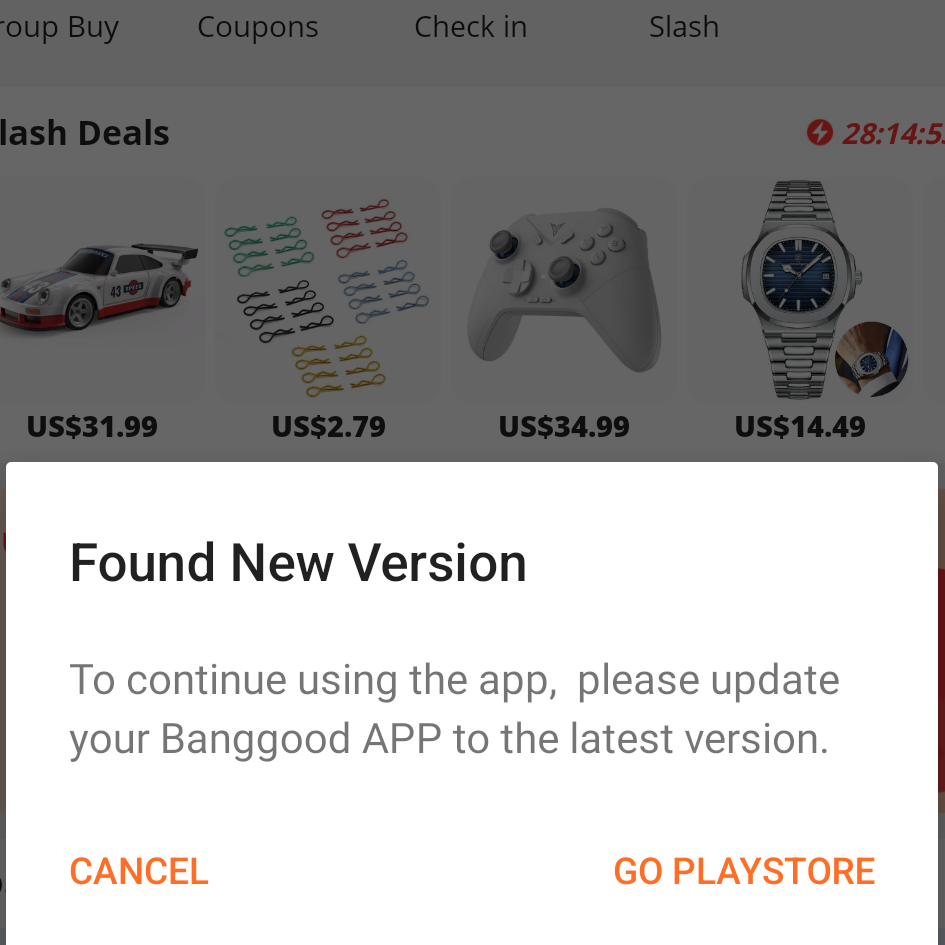 roup Buy Coupons Check in Slash
lash Deals 28:14:5
43
US$31.99 US$2.79 US$34.99 US$14.49
Found New Version
To continue using the app,  please update
your Banggood APP to the latest version.
CANCEL GO PLAYSTORE